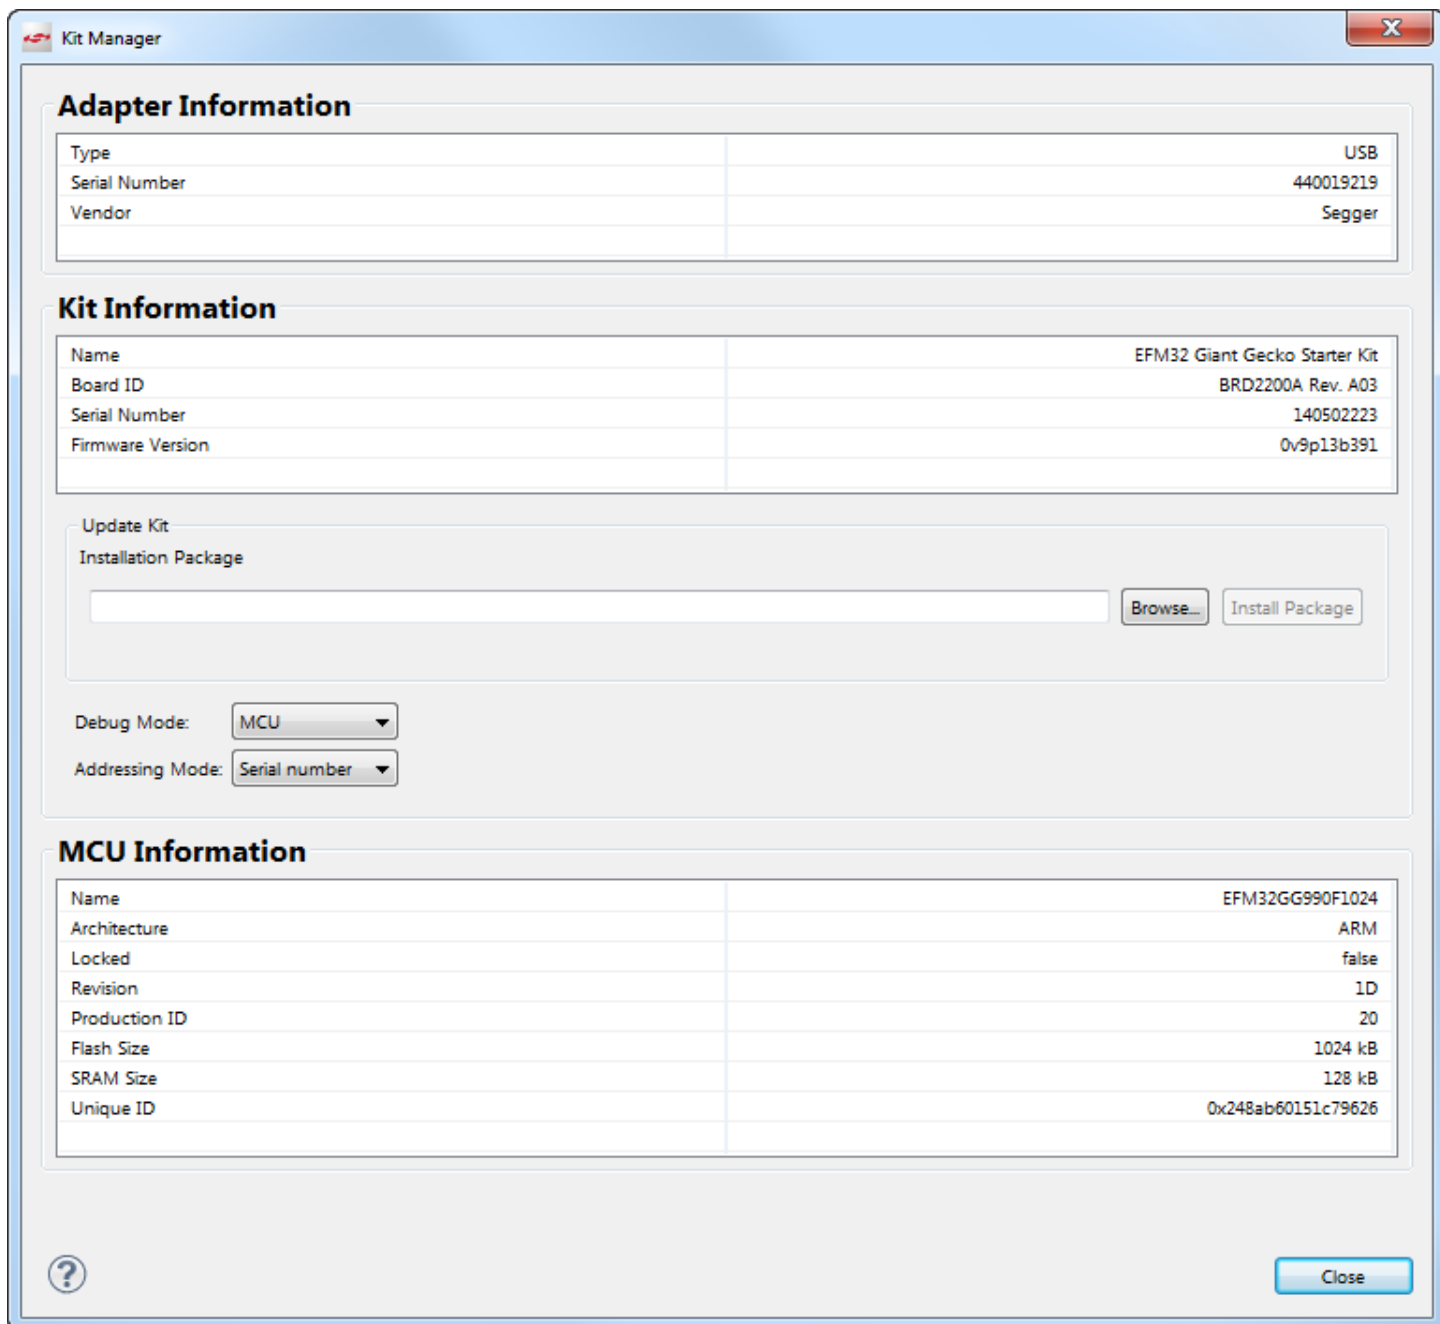 Kit Manager
Adapter Information
Type USB
Serial Number 440019219
Vendor Segger
Kit Information
Name EFM32 Giant Gecko Starter Kit
Board ID BRD2200A Rev. A03
Serial Number 140502223
Firmware Version 0v9p13b391
Update Kit
Installation Package
Browse... Install Package
Debug Mode: MCU
Addressing Mode: Serial number
MCU Information
Name EFM32GG990F1024
Architecture ARM
Locked false
Revision 1D
Production ID 20
Flash Size 1024 kB
SRAM Size 128 kB
Unique ID 0x248ab60151c79626
? Close